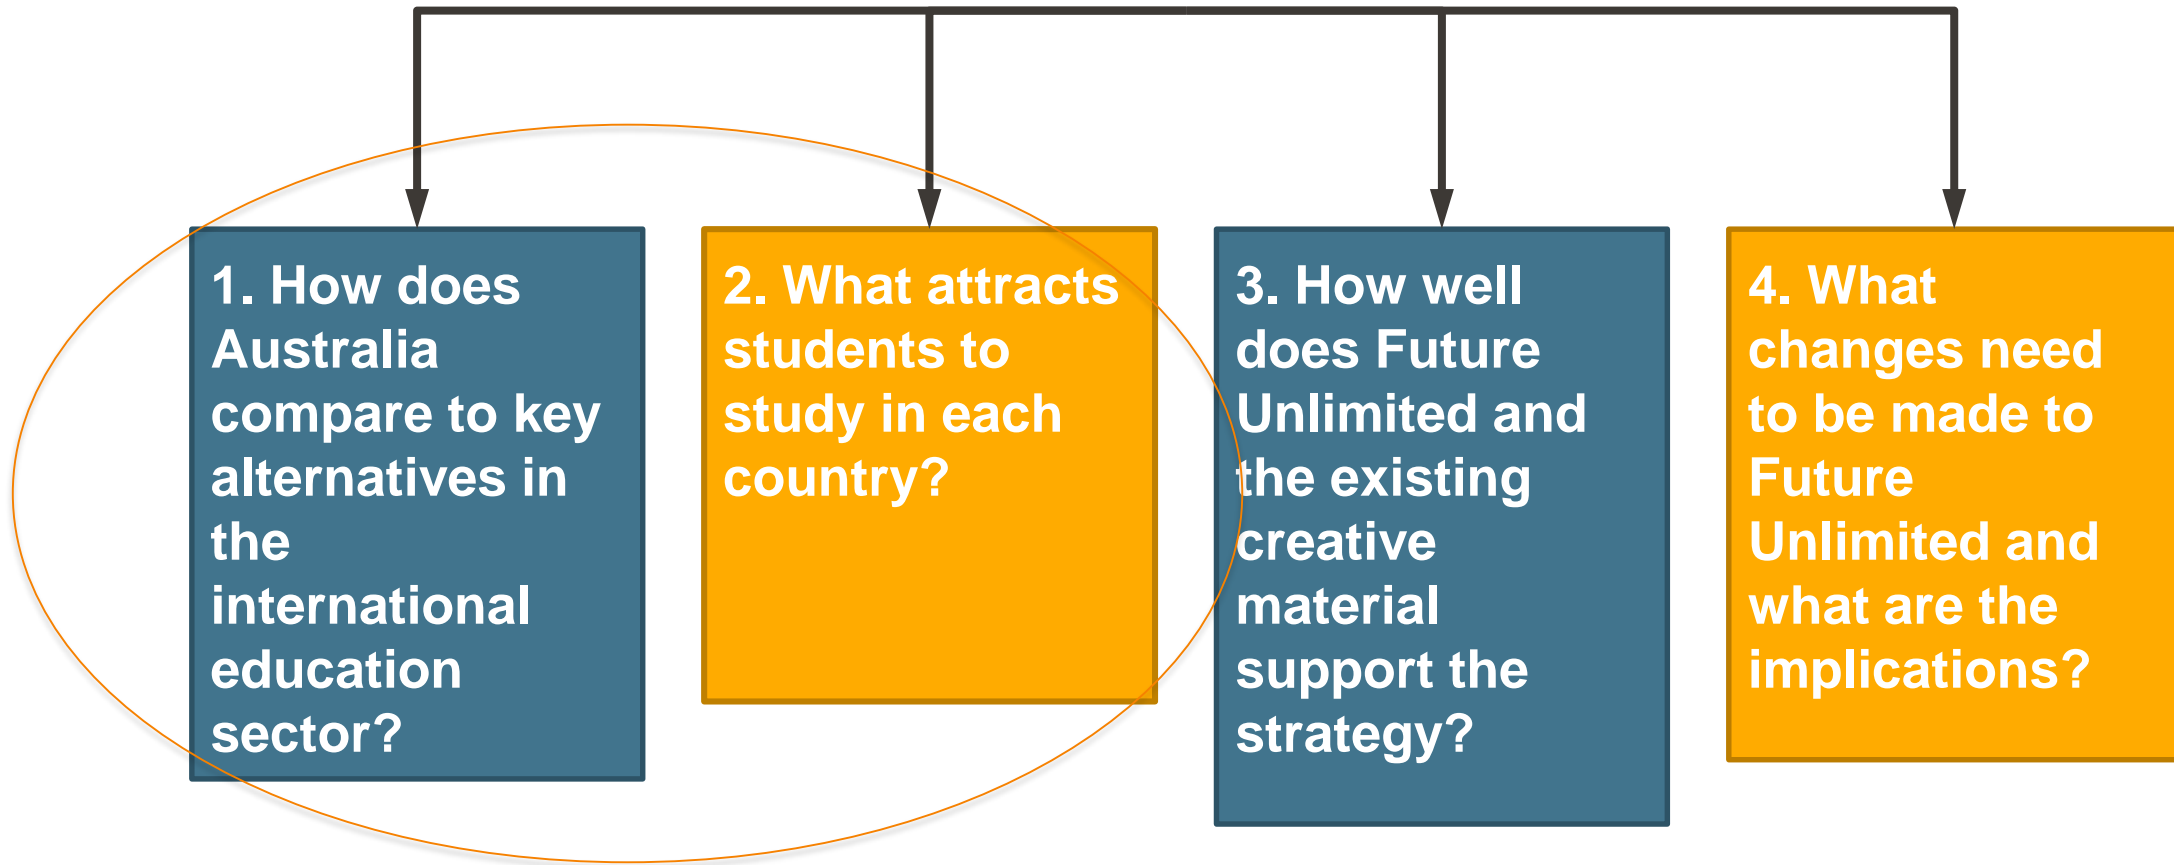 1. How does
Australia
compare to key
alternatives in
the
international
education
sector?
2. What attracts
students to
study in each
country?
3. How well
does Future
Unlimited and
the existing
creative
material
support the
strategy?
4. What
changes need
to be made to
Future
Unlimited and
what are the
implications?